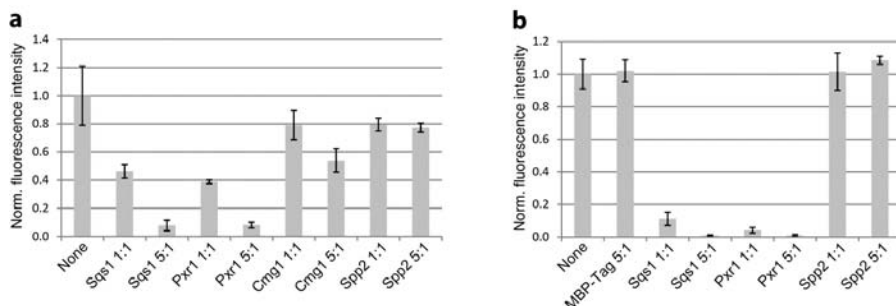 a
Norm. fluorescence intensity
1.4
1.2
1.0
0.8
0.6
0.4
0.2
0.0
None
Sqs1 1:1
Sqs1 5:1
Pxr1 1:1
Pxr1 5:1
Cmg1 1:1
Cmg1 5:1
Spp2 1:1
Spp2 5:1
b
Norm. fluorescence intensity
1.2
1.0
0.8
0.6
0.4
0.2
0.0
None
MBP-Tag 5:1
Sqs1 1:1
Sqs1 5:1
Pxr1 1:1
Pxr1 5:1
Spp2 1:1
Spp2 5:1